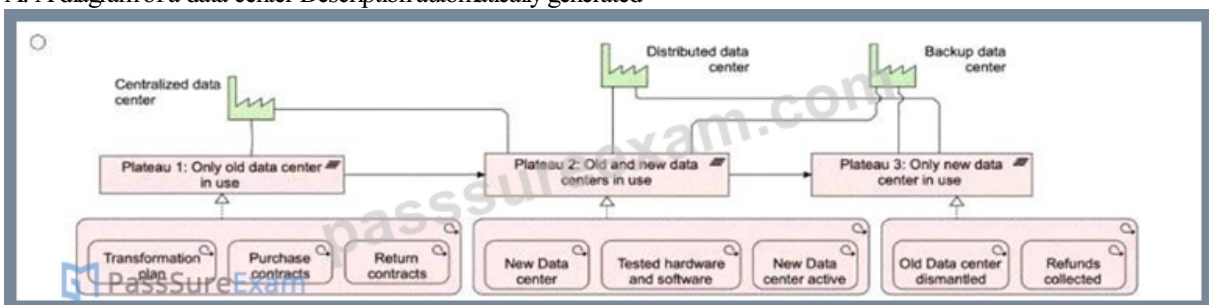 A. A diagram of a data center Description automatically generated
Centralized data
center
Distributed data
center
Backup data
center
Plateau 1: Only old data center
in use
Plateau 2: Old and new data
centers in use
Plateau 3: Only new data
center in use
Transformation
plan
Purchase
contracts
Return
contracts
New Data
center
Tested hardware
and software
New Data
center active
Old Data center
dismantled
Refunds
collected
passsureexam.com
PassSureExam